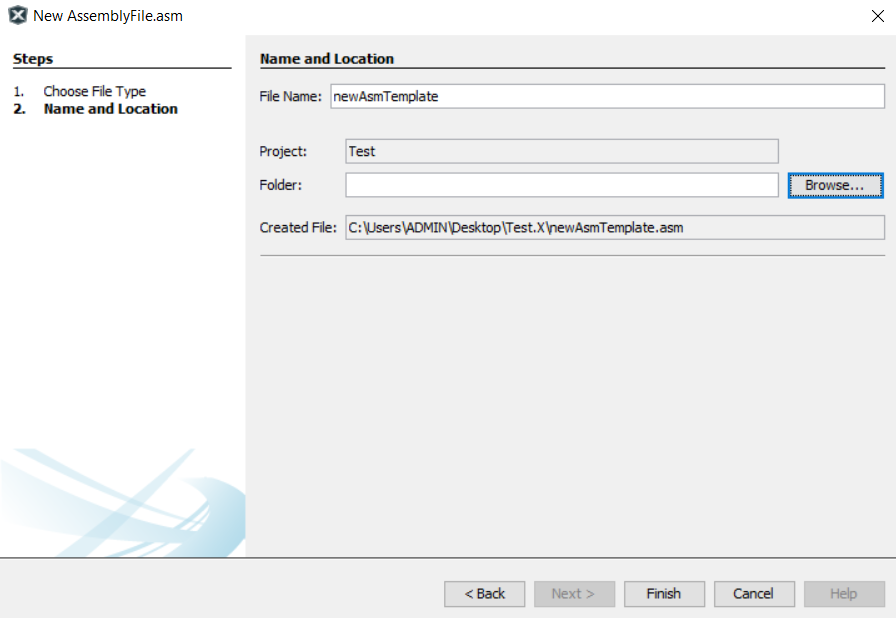 New AssemblyFile.asm
Steps
1. Choose File Type
2. Name and Location
Name and Location
File Name: newAsmTemplate
Project: Test
Folder:
Browse...
Created File: C:\Users\ADMIN\Desktop\Test.X\newAsmTemplate.asm
< Back Next > Finish Cancel Help